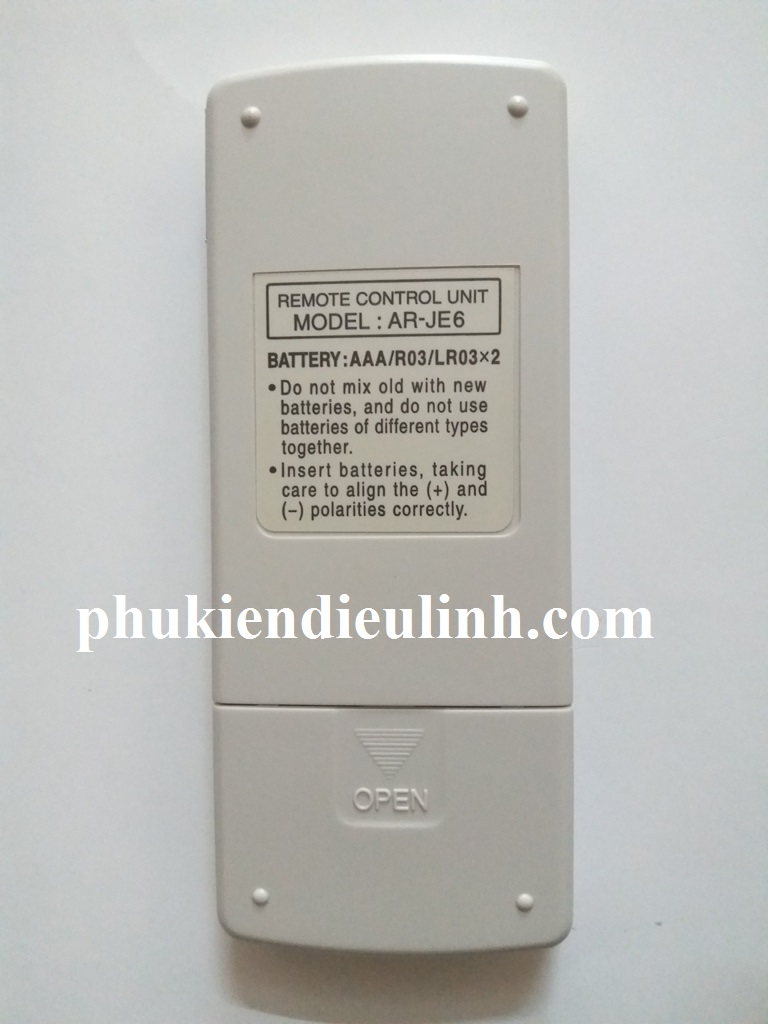 REMOTE CONTROL UNIT
MODEL : AR-JE6
BATTERY:AAA/R03/LR03×2
•Do not mix old with new
batteries, and do not use
batteries of different types
together.
•Insert batteries, taking
care to align the (+) and
(−) polarities correctly.
phukiendieulinh.com
OPEN